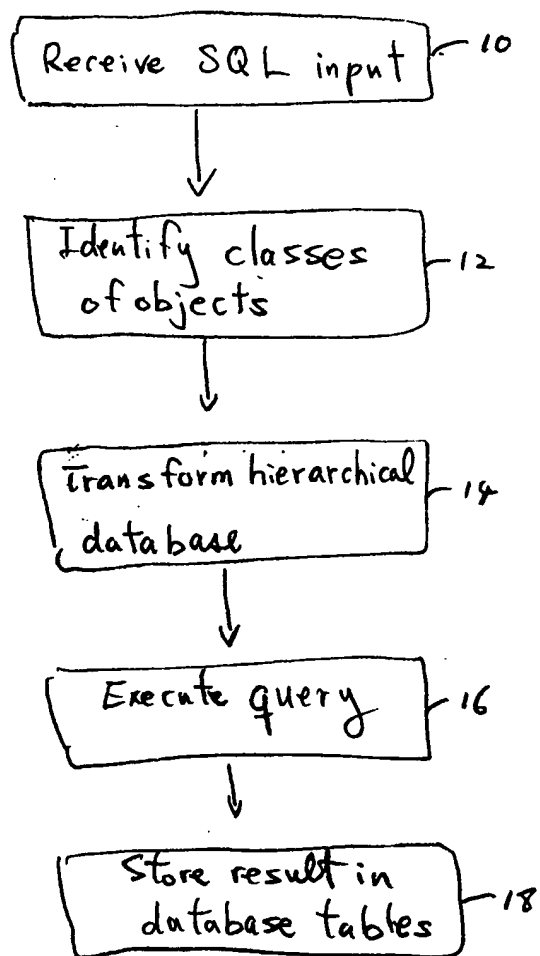 Receive SQL input
10
Identify classes
of objects
12
Transform hierarchical
database
14
Execute query
16
Store result in
database tables
18